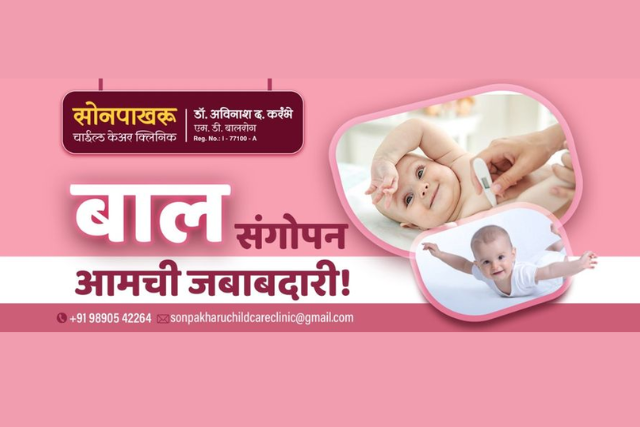 सोनपाखरू
चाईल्ड केअर क्लिनिक
डॉ. अविनाश द. करंभे
एम. डी. बालरोग
Reg. No.: I - 77100 - A
बाल
संगोपन
आमची जबाबदारी!
+91 98905 42264 sonpakharuchildcareclinic@gmail.com